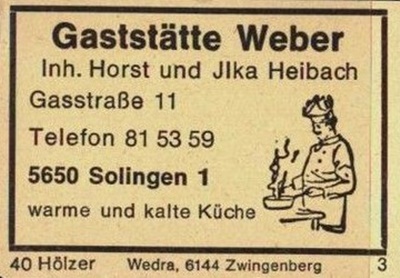 Gaststätte Weber
Inh. Horst und JIka Heibach
Gasstraße 11
Telefon 81 53 59
5650 Solingen 1
warme und kalte Küche
40 Hölzer Wedra, 6144 Zwingenberg 3